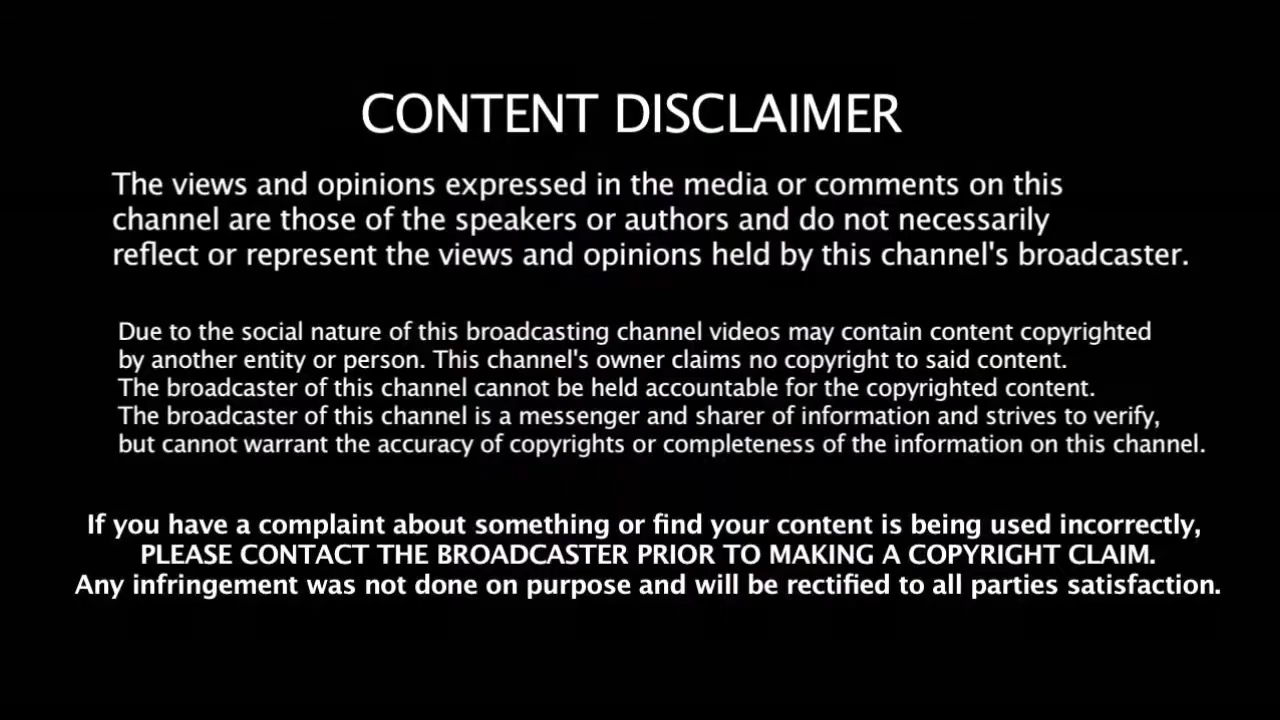 CONTENT DISCLAIMER
The views and opinions expressed in the media or comments on this
channel are those of the speakers or authors and do not necessarily
reflect or represent the views and opinions held by this channel's broadcaster.
Due to the social nature of this broadcasting channel videos may contain content copyrighted
by another entity or person. This channel's owner claims no copyright to said content.
The broadcaster of this channel cannot be held accountable for the copyrighted content.
The broadcaster of this channel is a messenger and sharer of information and strives to verify,
but cannot warrant the accuracy of copyrights or completeness of the information on this channel.
If you have a complaint about something or find your content is being used incorrectly,
PLEASE CONTACT THE BROADCASTER PRIOR TO MAKING A COPYRIGHT CLAIM.
Any infringement was not done on purpose and will be rectified to all parties satisfaction.